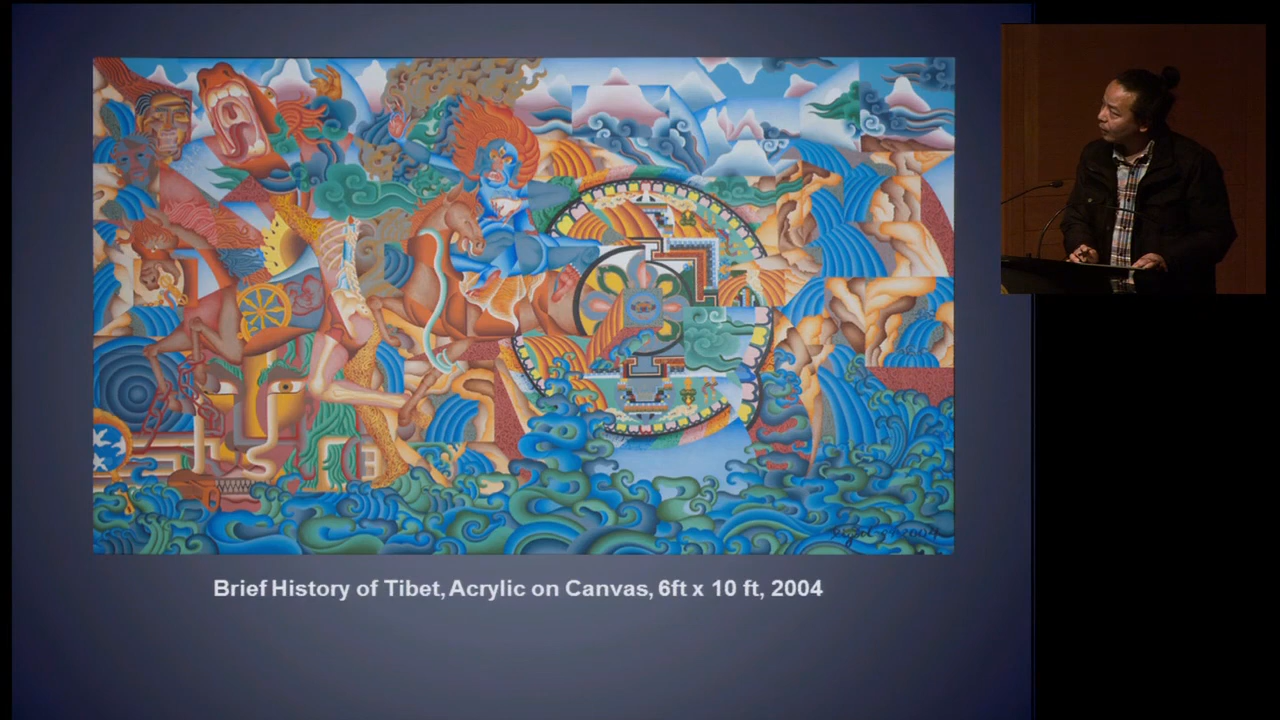 Brief History of Tibet, Acrylic on Canvas, 6ft x 10 ft, 2004